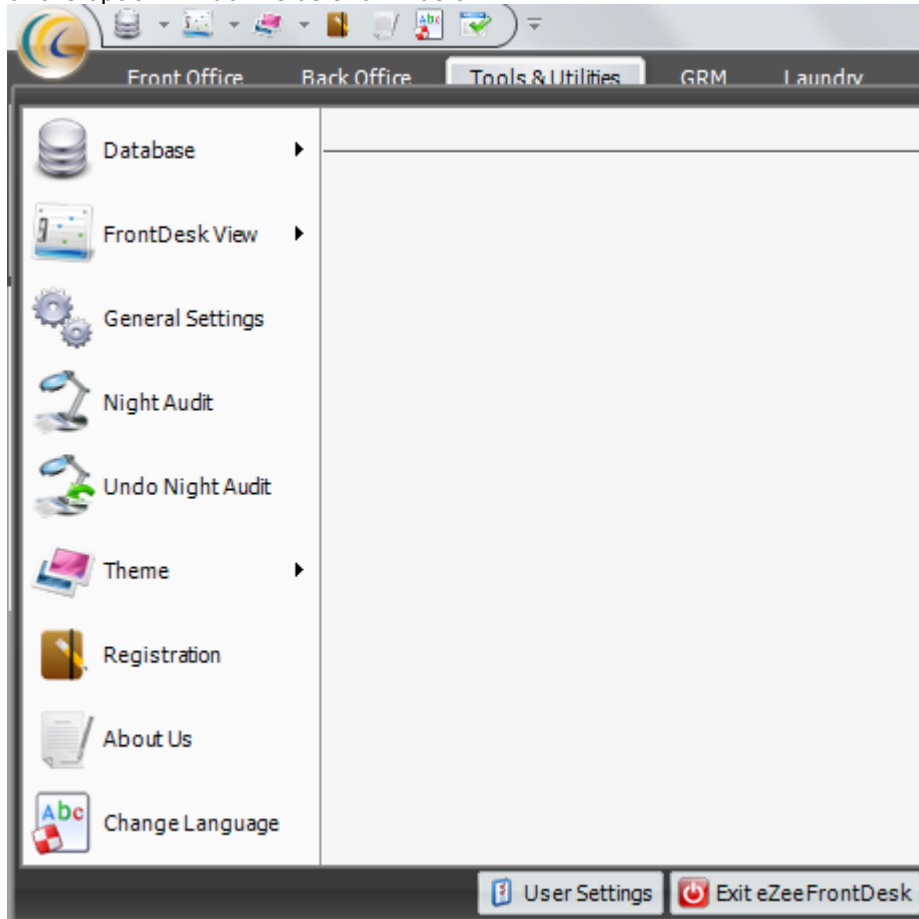 Front Office Back Office Tools & Utilities GRM Laundry
Database
FrontDesk View
General Settings
Night Audit
Undo Night Audit
Theme
Registration
About Us
Abc
Change Language
User Settings Exit eZee FrontDesk